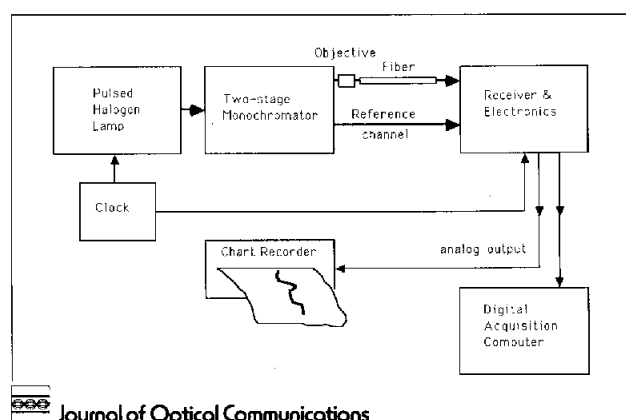 Objective
Fiber
Pulsed
Halogen
Lamp
Two-stage
Monochromator
Reference
channel
Receiver &
Electronics
Clock
Chart Recorder
analog output
Digital
Acquisition
Computer
Journal of Optical Communications